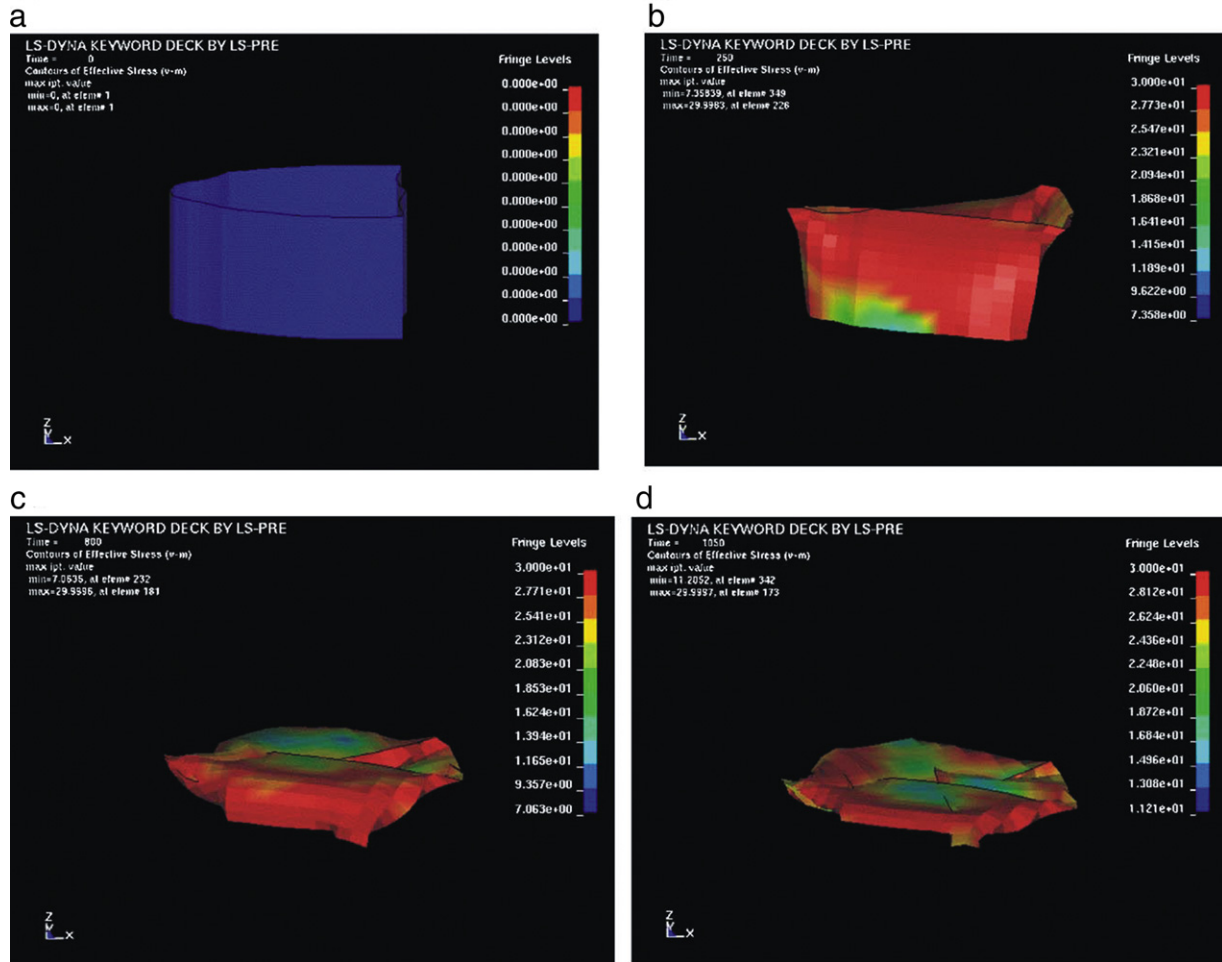 a
LS-DYNA KEYWORD DECK BY LS-PRE
Time = 0
Contours of Effective Stress (v-m)
max ipt. value
min=0, at elem# 1
max=0, at elem# 1
Fringe Levels
0.000e+00
0.000e+00
0.000e+00
0.000e+00
0.000e+00
0.000e+00
0.000e+00
0.000e+00
0.000e+00
0.000e+00
0.000e+00
Z
Y
X
b
LS-DYNA KEYWORD DECK BY LS-PRE
Time = 250
Contours of Effective Stress (v-m)
max ipt. value
min=7.35839, at elem# 349
max=29.9983, at elem# 226
Fringe Levels
3.000e+01
2.773e+01
2.547e+01
2.321e+01
2.094e+01
1.868e+01
1.641e+01
1.415e+01
1.189e+01
9.622e+00
7.358e+00
Z
Y
X
c
LS-DYNA KEYWORD DECK BY LS-PRE
Time = 800
Contours of Effective Stress (v-m)
max ipt. value
min=7.0636, at elem# 232
max=29.9996, at elem# 181
Fringe Levels
3.000e+01
2.771e+01
2.541e+01
2.312e+01
2.083e+01
1.853e+01
1.624e+01
1.394e+01
1.165e+01
9.357e+00
7.063e+00
Z
Y
X
d
LS-DYNA KEYWORD DECK BY LS-PRE
Time = 1050
Contours of Effective Stress (v-m)
max ipt. value
min=11.2052, at elem# 342
max=29.9997, at elem# 173
Fringe Levels
3.000e+01
2.812e+01
2.624e+01
2.436e+01
2.248e+01
2.060e+01
1.872e+01
1.684e+01
1.496e+01
1.308e+01
1.121e+01
Z
Y
X